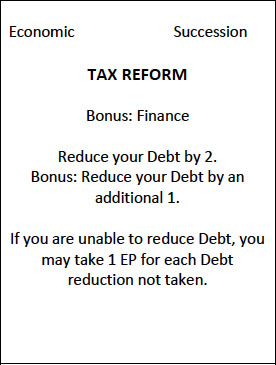 Economic Succession
TAX REFORM
Bonus: Finance
Reduce your Debt by 2.
Bonus: Reduce your Debt by an
additional 1.
If you are unable to reduce Debt, you
may take 1 EP for each Debt
reduction not taken.